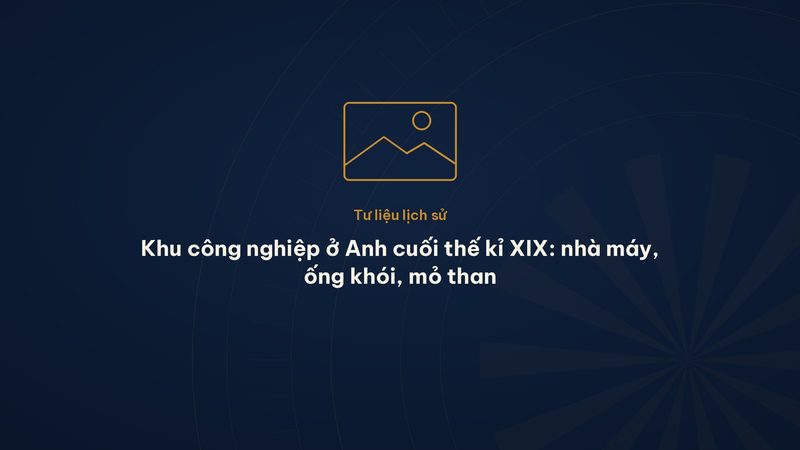 Tư liệu lịch sử
Khu công nghiệp ở Anh cuối thế kỉ XIX: nhà máy,
ống khói, mỏ than